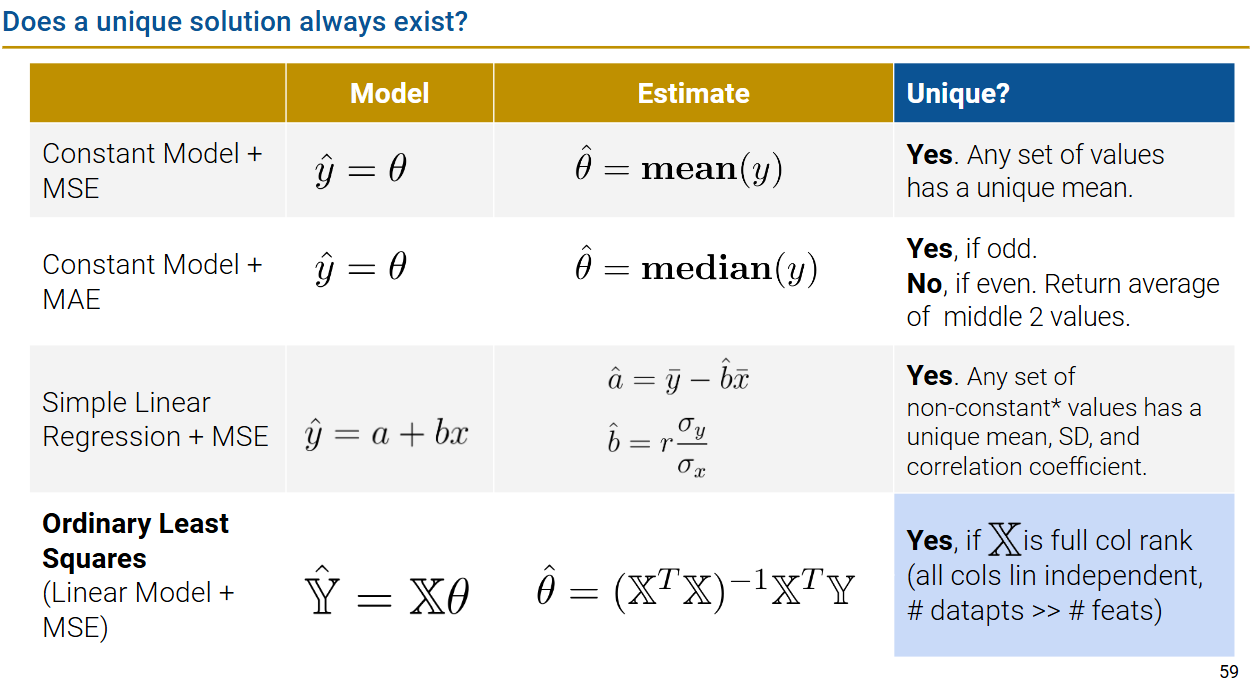 Does a unique solution always exist?
Model
Estimate
Unique?
Constant Model +
MSE
ŷ = θ
θ̂ = mean(y)
Yes. Any set of values
has a unique mean.
Constant Model +
MAE
ŷ = θ
θ̂ = median(y)
Yes, if odd.
No, if even. Return average
of middle 2 values.
Simple Linear
Regression + MSE
ŷ = a + bx
â = ȳ − b̂x̄
b̂ = r σy/σx
Yes. Any set of
non-constant* values has a
unique mean, SD, and
correlation coefficient.
Ordinary Least
Squares
(Linear Model +
MSE)
𝕐̂ = 𝕏θ
θ̂ = (𝕏ᵀ𝕏)⁻¹𝕏ᵀ𝕐
Yes, if 𝕏 is full col rank
(all cols lin independent,
# datapts >> # feats)
59